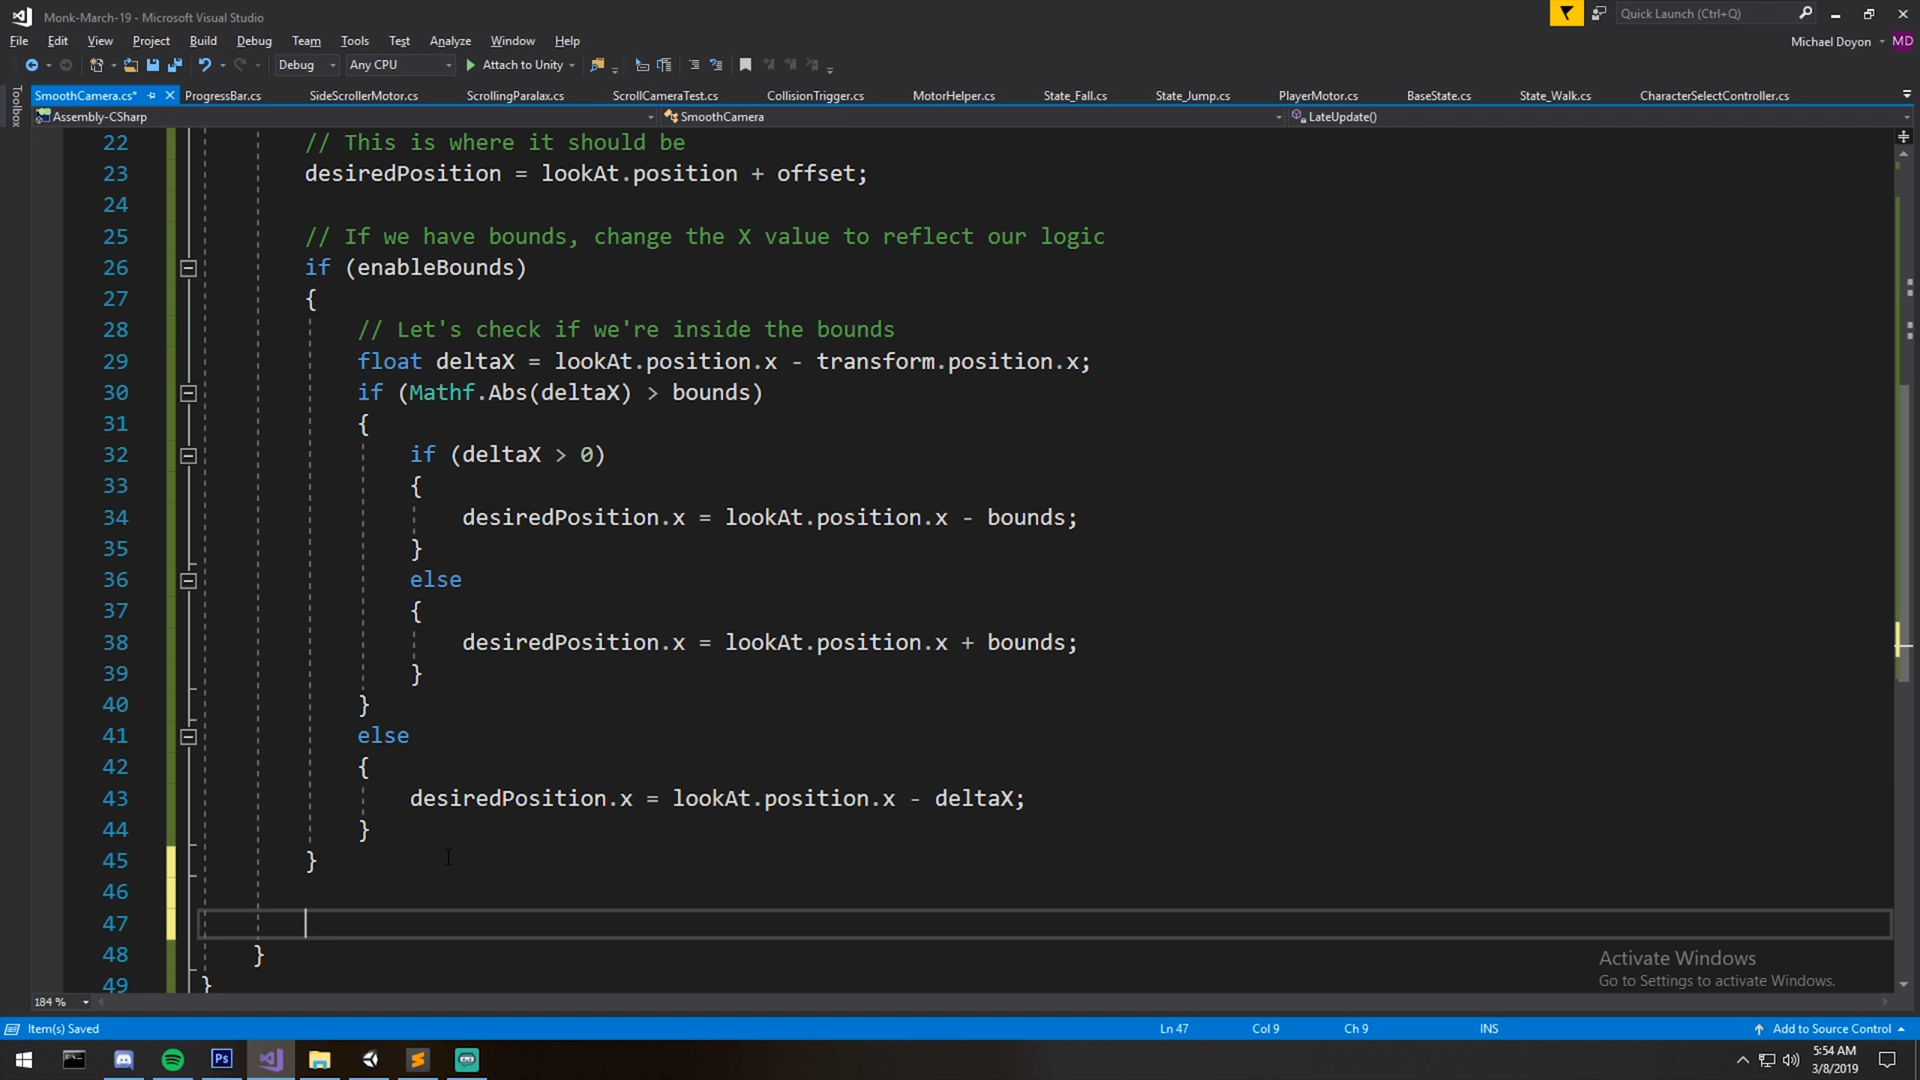 Monk-March-19 - Microsoft Visual Studio
Quick Launch (Ctrl+Q)
File Edit View Project Build Debug Team Tools Test Analyze Window Help
Michael Doyon MD
Debug Any CPU Attach to Unity
Toolbox
SmoothCamera.cs* ProgressBar.cs SideScrollerMotor.cs ScrollingParalax.cs ScrollCameraTest.cs CollisionTrigger.cs MotorHelper.cs State_Fall.cs State_Jump.cs PlayerMotor.cs BaseState.cs State_Walk.cs CharacterSelectController.cs
Assembly-CSharp SmoothCamera LateUpdate()
22 // This is where it should be
23 desiredPosition = lookAt.position + offset;
24
25 // If we have bounds, change the X value to reflect our logic
26 if (enableBounds)
27 {
28 // Let's check if we're inside the bounds
29 float deltaX = lookAt.position.x - transform.position.x;
30 if (Mathf.Abs(deltaX) > bounds)
31 {
32 if (deltaX > 0)
33 {
34 desiredPosition.x = lookAt.position.x - bounds;
35 }
36 else
37 {
38 desiredPosition.x = lookAt.position.x + bounds;
39 }
40 }
41 else
42 {
43 desiredPosition.x = lookAt.position.x - deltaX;
44 }
45 }
46
47
48 }
49 }
Activate Windows
Go to Settings to activate Windows.
184 %
Item(s) Saved Ln 47 Col 9 Ch 9 INS Add to Source Control
Ps
5:54 AM
3/8/2019